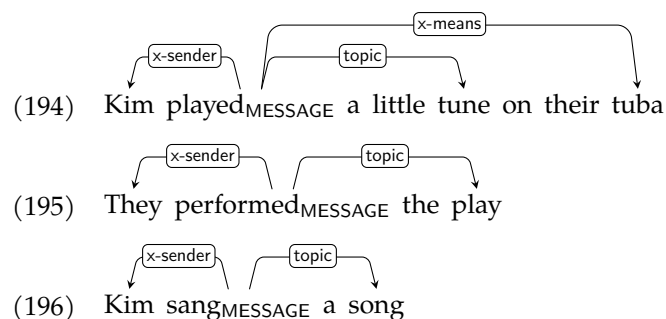 x-means
x-sender topic
(194) Kim playedMESSAGE a little tune on their tuba
x-sender topic
(195) They performedMESSAGE the play
x-sender topic
(196) Kim sangMESSAGE a song